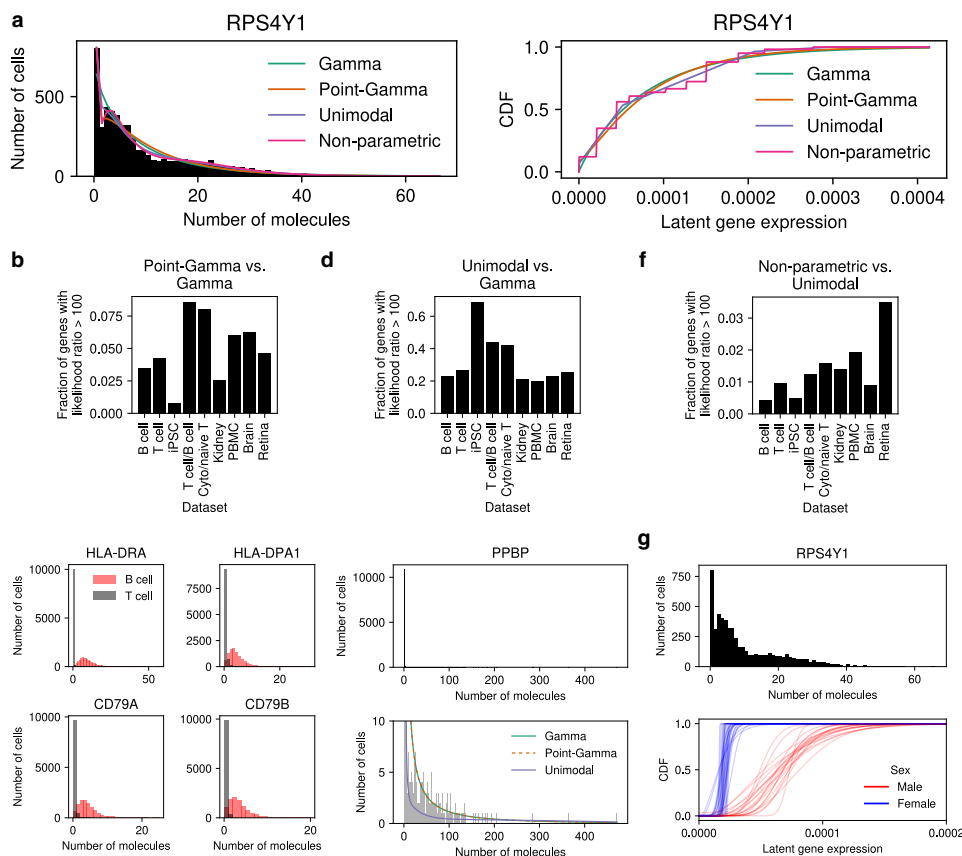 a
RPS4Y1
Number of cells
500
0
0
20
40
60
Number of molecules
Gamma
Point-Gamma
Unimodal
Non-parametric
RPS4Y1
CDF
1.0
0.5
0.0
0.0000
0.0001
0.0002
0.0003
0.0004
Latent gene expression
Gamma
Point-Gamma
Unimodal
Non-parametric
b
Point-Gamma vs.
Gamma
Fraction of genes with
likelihood ratio > 100
0.075
0.050
0.025
0.000
B cell
T cell
iPSC
T cell/B cell
Cyto/naive T
Kidney
PBMC
Brain
Retina
Dataset
d
Unimodal vs.
Gamma
Fraction of genes with
likelihood ratio > 100
0.6
0.4
0.2
0.0
B cell
T cell
iPSC
T cell/B cell
Cyto/naive T
Kidney
PBMC
Brain
Retina
Dataset
f
Non-parametric vs.
Unimodal
Fraction of genes with
likelihood ratio > 100
0.03
0.02
0.01
0.00
B cell
T cell
iPSC
T cell/B cell
Cyto/naive T
Kidney
PBMC
Brain
Retina
Dataset
HLA-DRA
Number of cells
10000
5000
0
0
50
Number of molecules
B cell
T cell
HLA-DPA1
Number of cells
7500
5000
2500
0
0
20
Number of molecules
CD79A
Number of cells
10000
5000
0
0
20
Number of molecules
CD79B
Number of cells
10000
5000
0
0
20
Number of molecules
PPBP
Number of cells
10000
5000
0
0
100
200
300
400
Number of molecules
Number of cells
10
5
0
0
100
200
300
400
Number of molecules
Gamma
Point-Gamma
Unimodal
g
RPS4Y1
Number of cells
750
500
250
0
0
20
40
60
Number of molecules
CDF
1.0
0.5
0.0
0.0000
0.0001
0.0002
Latent gene expression
Sex
Male
Female